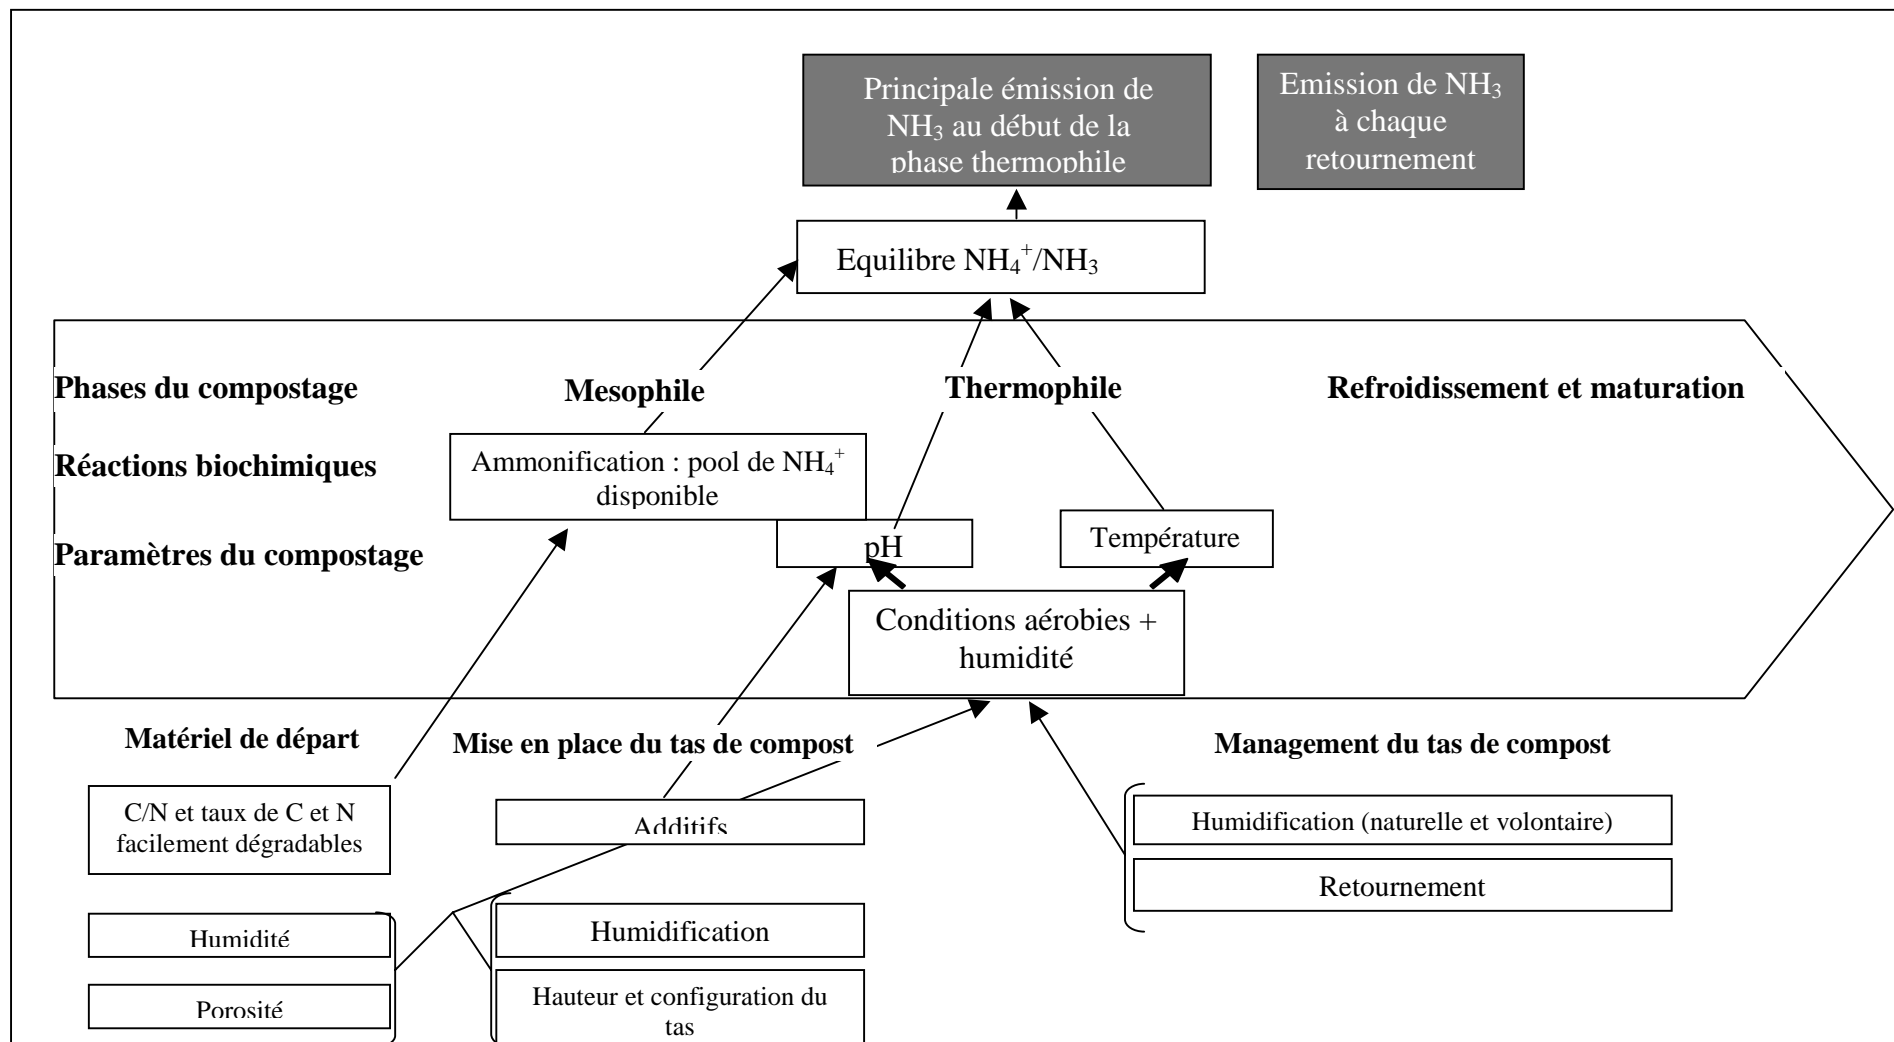 Principale émission de
NH₃ au début de la
phase thermophile
Emission de NH₃
à chaque
retournement
Equilibre NH₄⁺/NH₃
Phases du compostage
Mesophile
Thermophile
Refroidissement et maturation
Réactions biochimiques
Ammonification : pool de NH₄⁺
disponible
Paramètres du compostage
pH
Température
Conditions aérobies +
humidité
Matériel de départ
Mise en place du tas de compost
Management du tas de compost
C/N et taux de C et N
facilement dégradables
Additifs
Humidification (naturelle et volontaire)
Retournement
Humidité
Humidification
Porosité
Hauteur et configuration du
tas